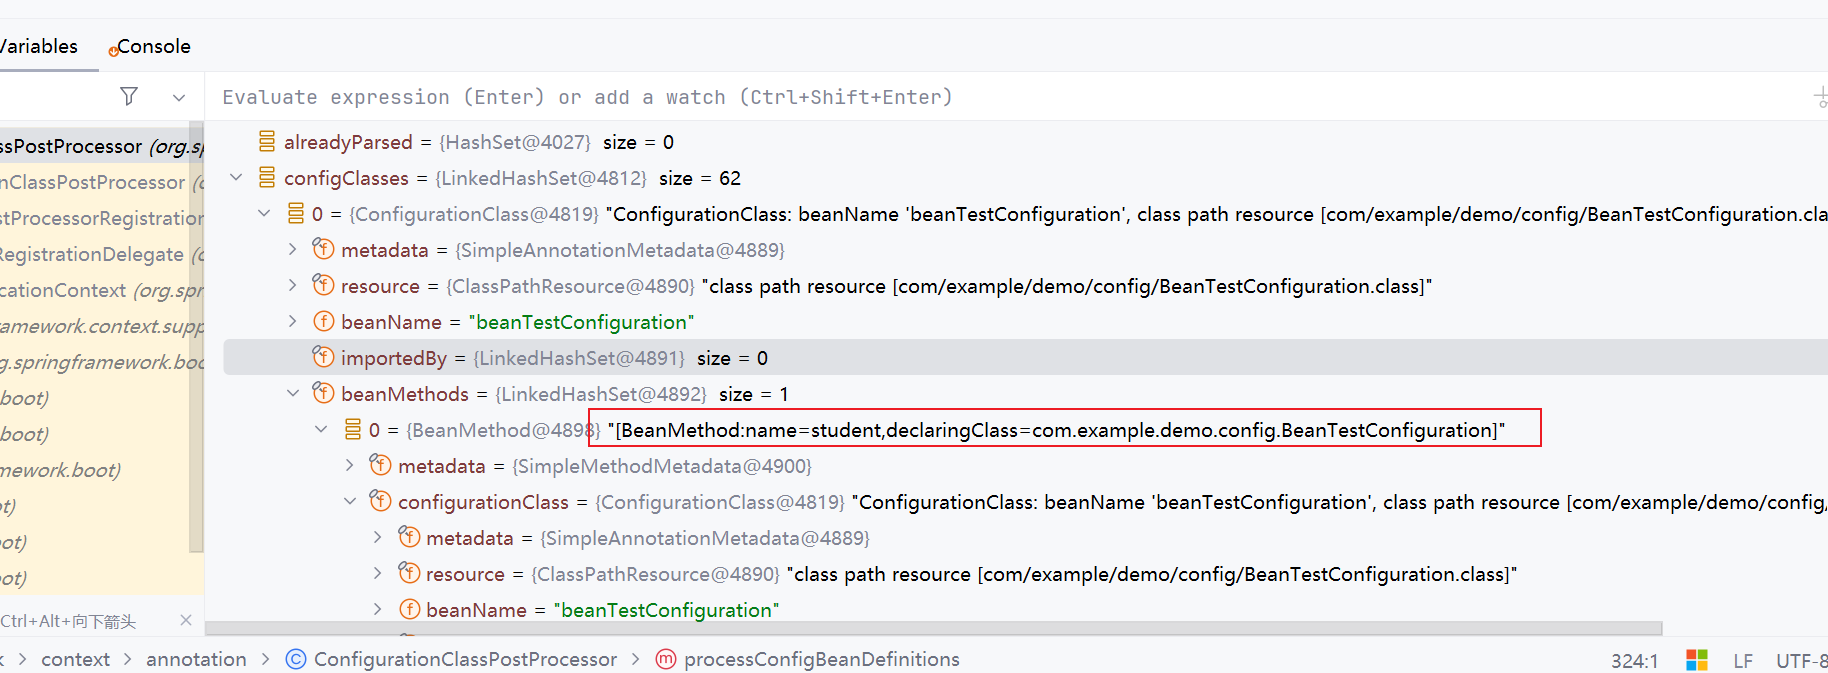 Variables Console
Evaluate expression (Enter) or add a watch (Ctrl+Shift+Enter)
ssPostProcessor (org.sp
nClassPostProcessor (o
stProcessorRegistration
RegistrationDelegate (o
cationContext (org.spr
ramework.context.supp
g.springframework.boo
boot)
boot)
mework.boot)
ot)
oot)
oot)
Ctrl+Alt+向下箭头 ×
alreadyParsed = {HashSet@4027} size = 0
configClasses = {LinkedHashSet@4812} size = 62
0 = {ConfigurationClass@4819} "ConfigurationClass: beanName 'beanTestConfiguration', class path resource [com/example/demo/config/BeanTestConfiguration.cla
metadata = {SimpleAnnotationMetadata@4889}
resource = {ClassPathResource@4890} "class path resource [com/example/demo/config/BeanTestConfiguration.class]"
beanName = "beanTestConfiguration"
importedBy = {LinkedHashSet@4891} size = 0
beanMethods = {LinkedHashSet@4892} size = 1
0 = {BeanMethod@4898} "[BeanMethod:name=student,declaringClass=com.example.demo.config.BeanTestConfiguration]"
metadata = {SimpleMethodMetadata@4900}
configurationClass = {ConfigurationClass@4819} "ConfigurationClass: beanName 'beanTestConfiguration', class path resource [com/example/demo/config/
metadata = {SimpleAnnotationMetadata@4889}
resource = {ClassPathResource@4890} "class path resource [com/example/demo/config/BeanTestConfiguration.class]"
beanName = "beanTestConfiguration"
k > context > annotation > ConfigurationClassPostProcessor > processConfigBeanDefinitions 324:1 LF UTF-8